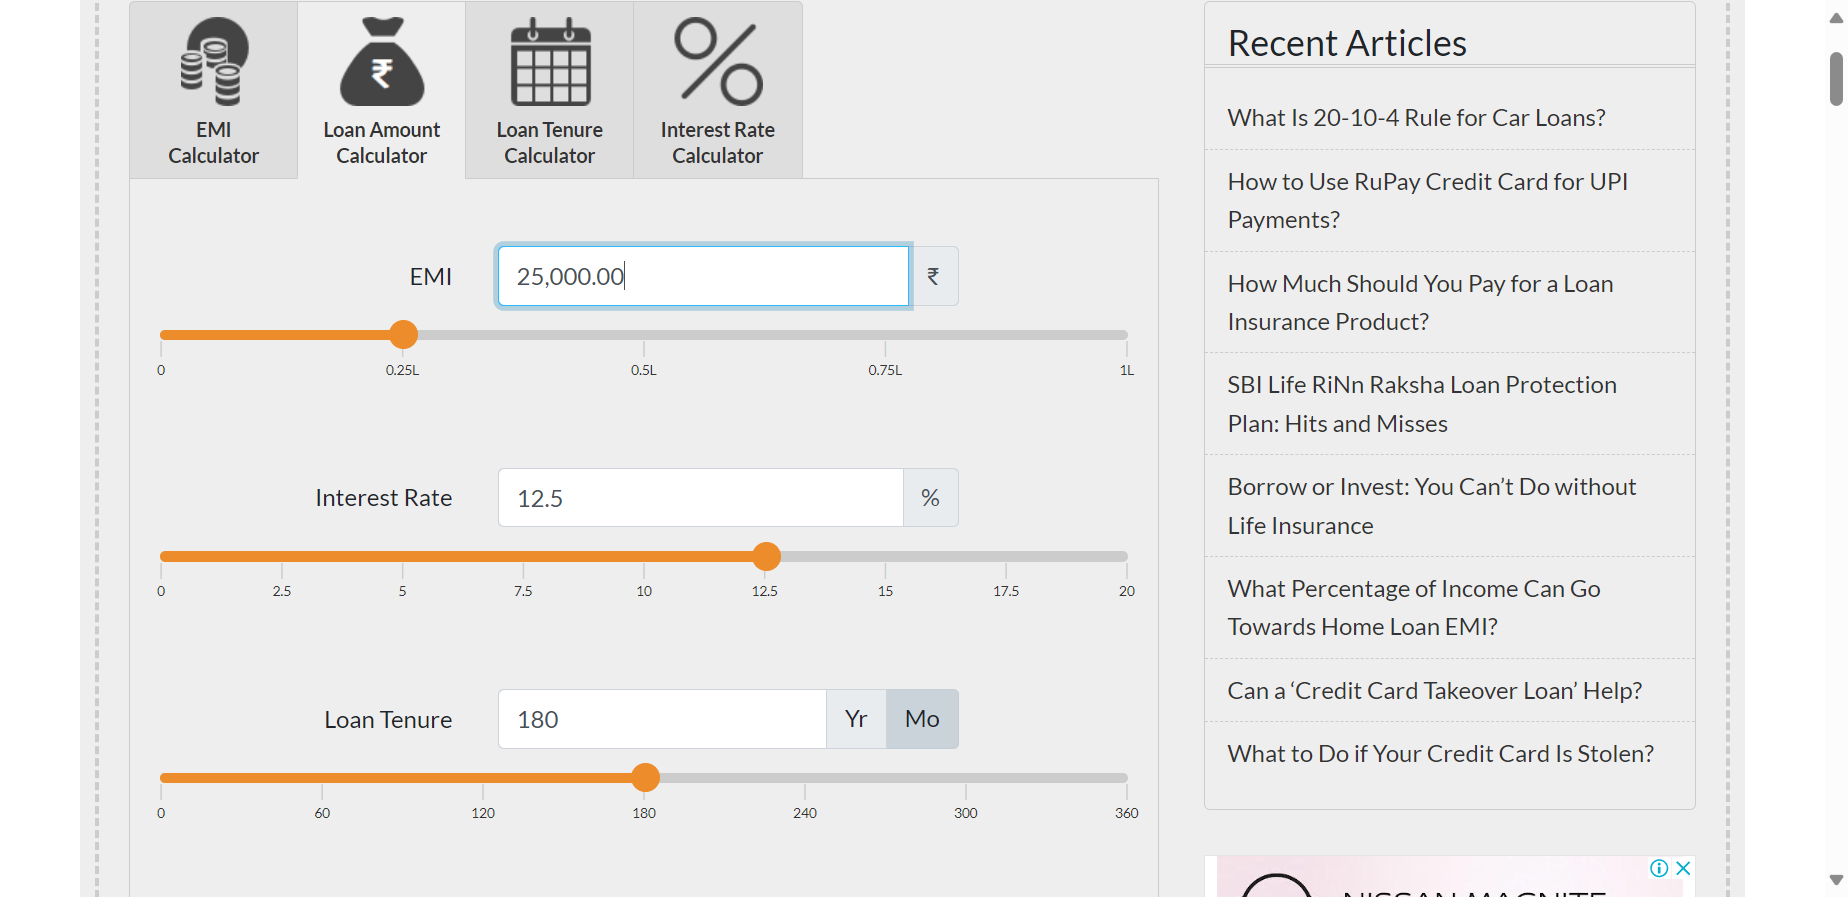 EMI
Calculator
Loan Amount
Calculator
Loan Tenure
Calculator
Interest Rate
Calculator
EMI
25,000.00
₹
0
0.25L
0.5L
0.75L
1L
Interest Rate
12.5
%
0
2.5
5
7.5
10
12.5
15
17.5
20
Loan Tenure
180
Yr
Mo
0
60
120
180
240
300
360
Recent Articles
What Is 20-10-4 Rule for Car Loans?
How to Use RuPay Credit Card for UPI
Payments?
How Much Should You Pay for a Loan
Insurance Product?
SBI Life RiNn Raksha Loan Protection
Plan: Hits and Misses
Borrow or Invest: You Can’t Do without
Life Insurance
What Percentage of Income Can Go
Towards Home Loan EMI?
Can a ‘Credit Card Takeover Loan’ Help?
What to Do if Your Credit Card Is Stolen?
NISSAN MAGNITE